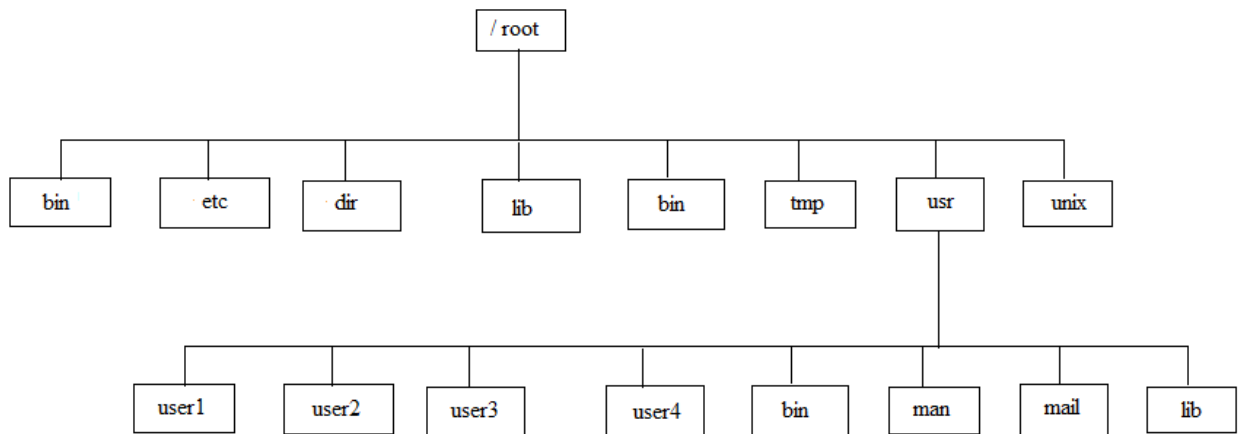 / root
bin
etc
dir
lib
bin
tmp
usr
unix
user1
user2
user3
user4
bin
man
mail
lib